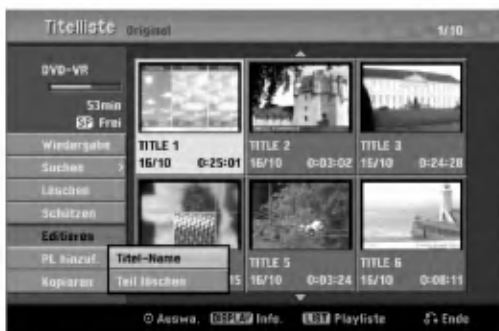 Titelliste Original 1/10
DVD-VR
53min
SP Frei
Wiedergabe
Suchen >
Löschen
Schützen
Editieren
PL hinzuf.
Kopieren
Titel-Name
Teil löschen
TITLE 1
16/10 0:25:01
TITLE 2
16/10 0:03:02
TITLE 3
15/10 0:24:28
15
TITLE 5
16/10 0:03:24
TITLE 6
16/10 0:08:11
Auswa. DISPLAY Info. LIST Playliste Ende